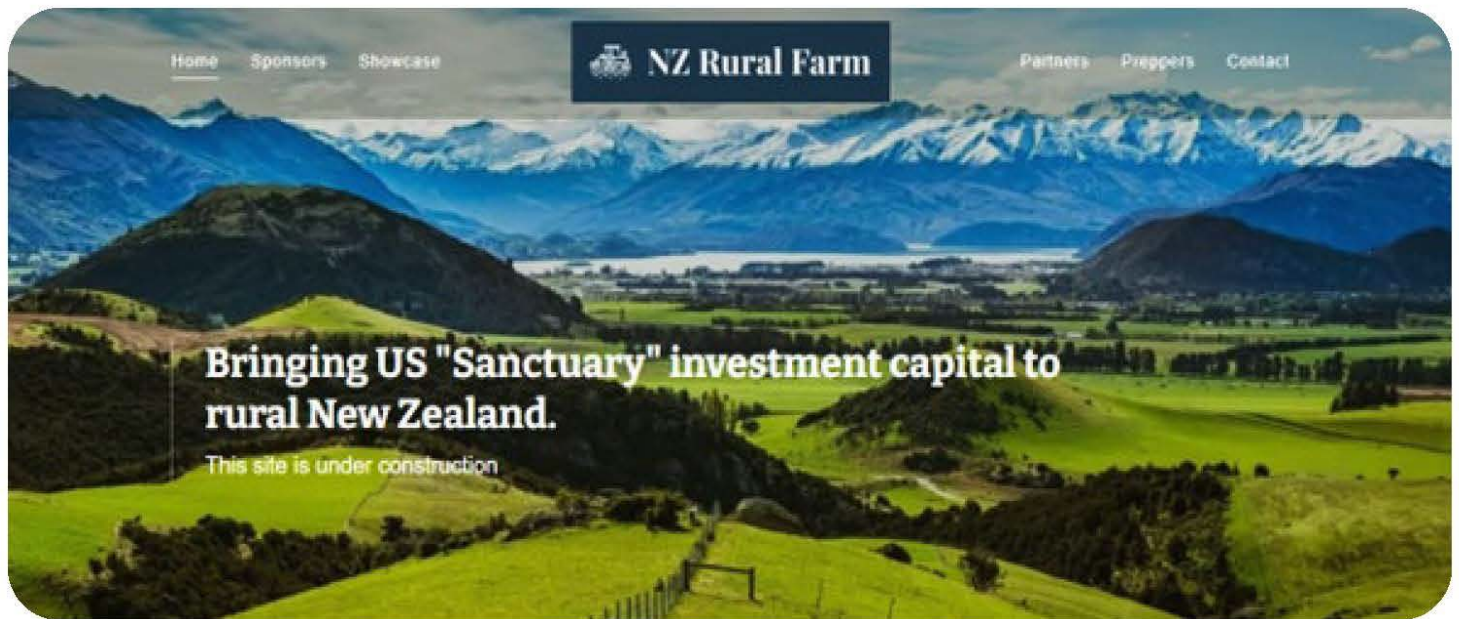 Home Sponsors Showcase NZ Rural Farm Partners Preppers Contact
Bringing US "Sanctuary" investment capital to
rural New Zealand.
This site is under construction